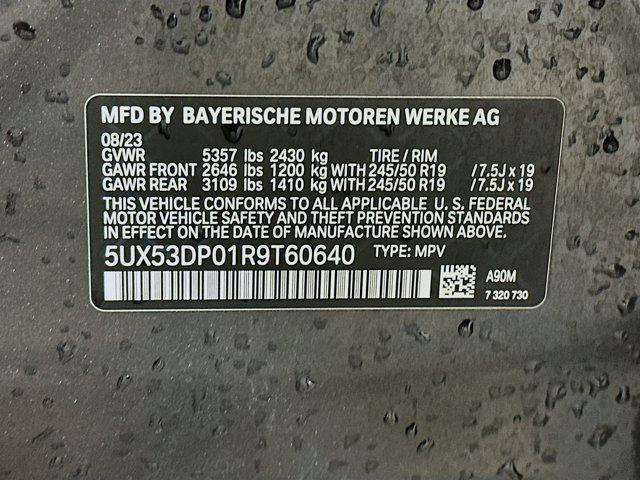 MFD BY BAYERISCHE MOTOREN WERKE AG
08/23
GVWR 5357 lbs 2430 kg TIRE / RIM
GAWR FRONT 2646 lbs 1200 kg WITH 245/50 R19 / 7.5J x 19
GAWR REAR 3109 lbs 1410 kg WITH 245/50 R19 / 7.5J x 19
THIS VEHICLE CONFORMS TO ALL APPLICABLE U. S. FEDERAL
MOTOR VEHICLE SAFETY AND THEFT PREVENTION STANDARDS
IN EFFECT ON THE DATE OF MANUFACTURE SHOWN ABOVE.
5UX53DP01R9T60640 TYPE: MPV
A90M
7 320 730